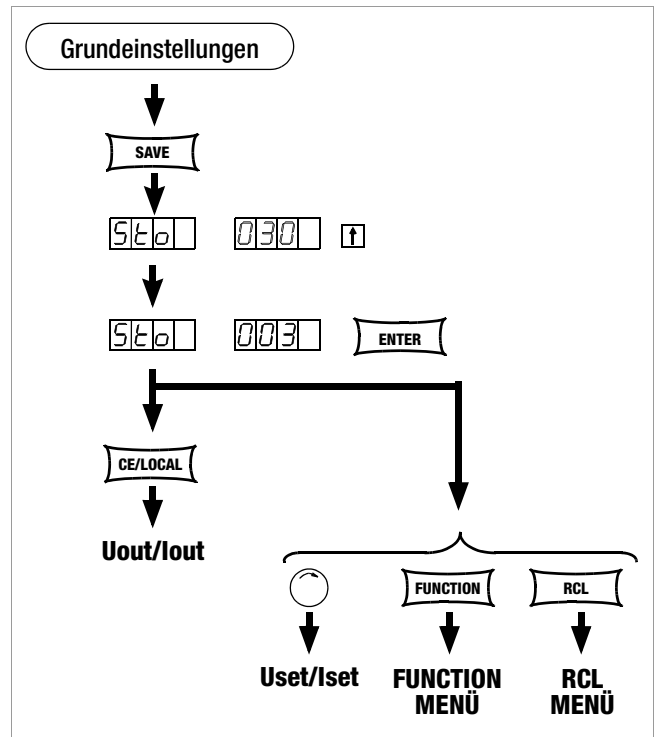 Grundeinstellungen
SAVE
Sto 030 ↑
Sto 003 ENTER
CE/LOCAL
Uout/Iout
FUNCTION RCL
Uset/Iset FUNCTION MENÜ RCL MENÜ